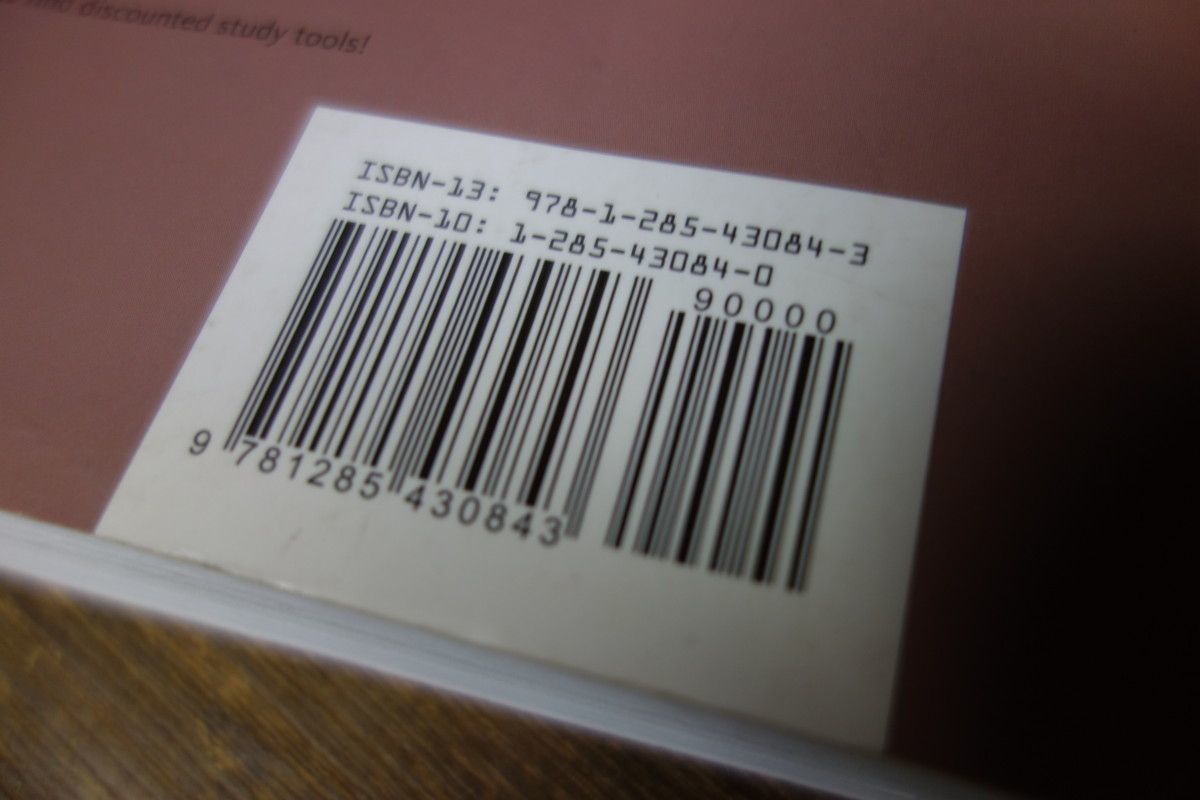 and discounted study tools!
ISBN-13: 978-1-285-43084-3
ISBN-10: 1-285-43084-0
90000
9 781285 430843